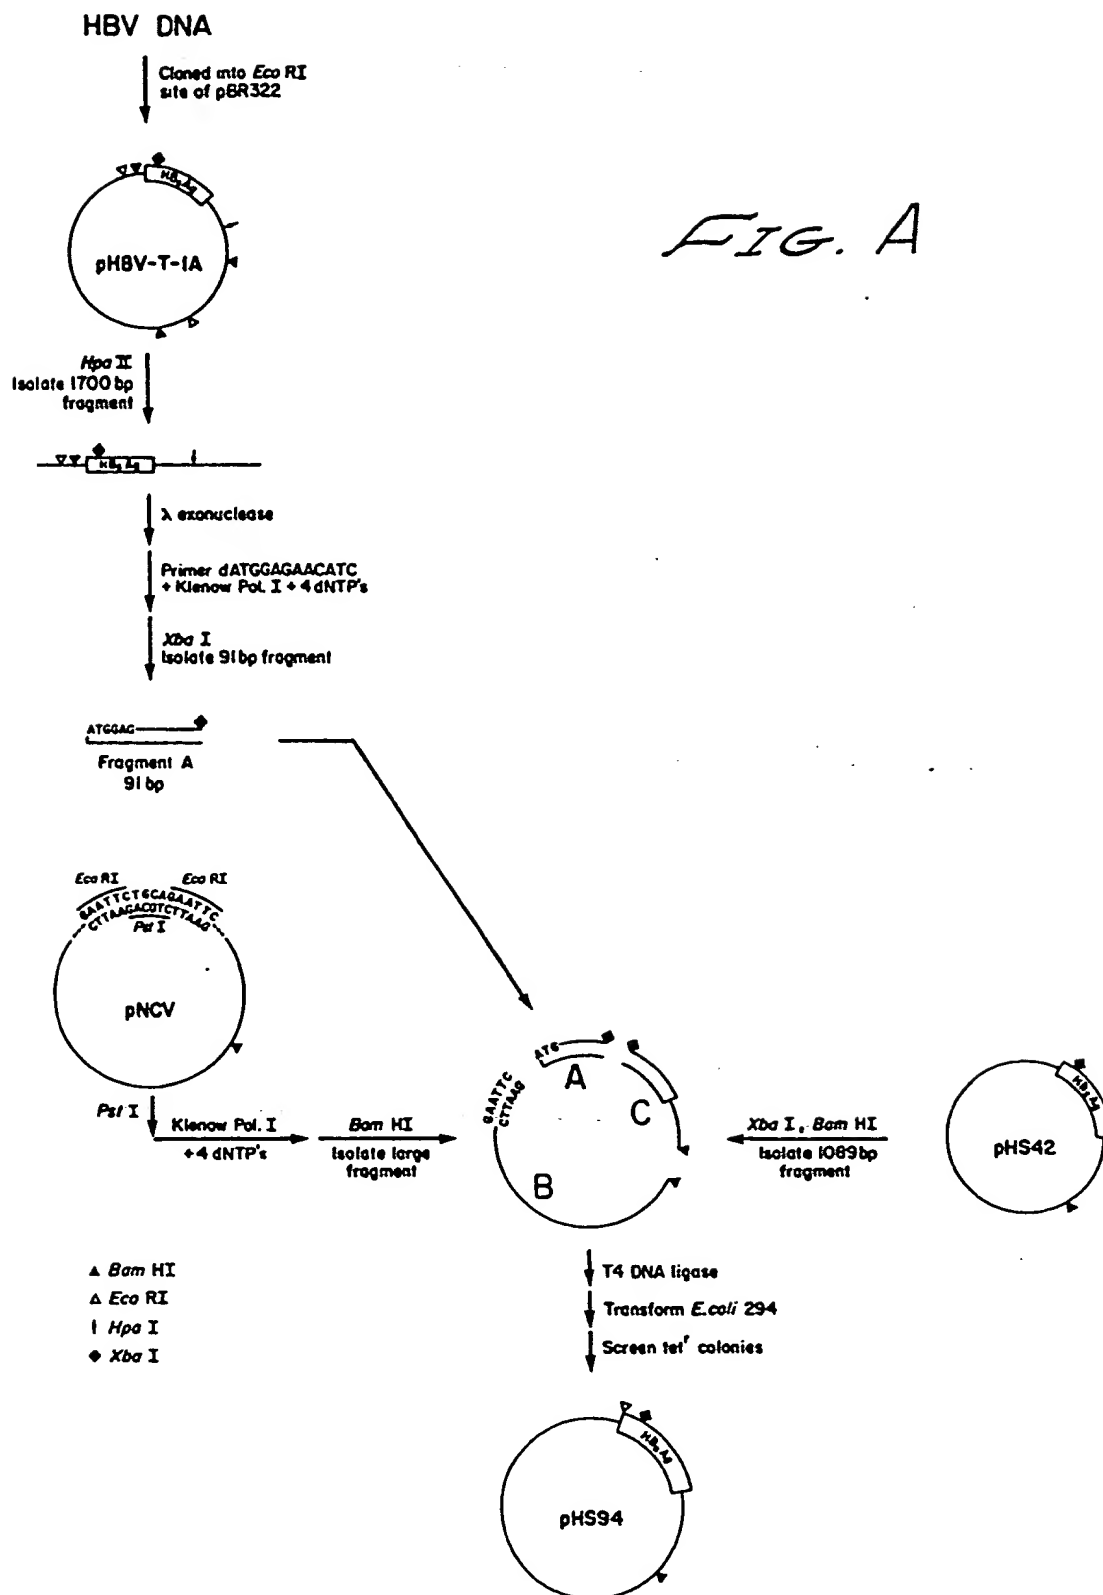 HBV DNA
Cloned into Eco RI
site of pBR322
HBsAg
pHBV-T-1A
FIG. A
Hpa II
Isolate 1700 bp
fragment
HBsAg
λ exonuclease
Primer dATGGAGAACATC
+ Klenow Pol. I + 4 dNTP's
Xba I
Isolate 91 bp fragment
ATGGAG
Fragment A
91 bp
Eco RI Eco RI
GAATTCTGCAGAATTC
CTTAAGACGTCTTAAG
Pst I
pNCV
Pst I
Klenow Pol. I
+4 dNTP's
Bam HI
Isolate large
fragment
ATG
A
GAATTC
CTTAAG
C
B
Xba I, Bam HI
Isolate 1089 bp
fragment
HBsAg
pHS42
▲ Bam HI
△ Eco RI
Hpa I
◆ Xba I
T4 DNA ligase
Transform E. coli 294
Screen tetʳ colonies
HBsAg
pHS94